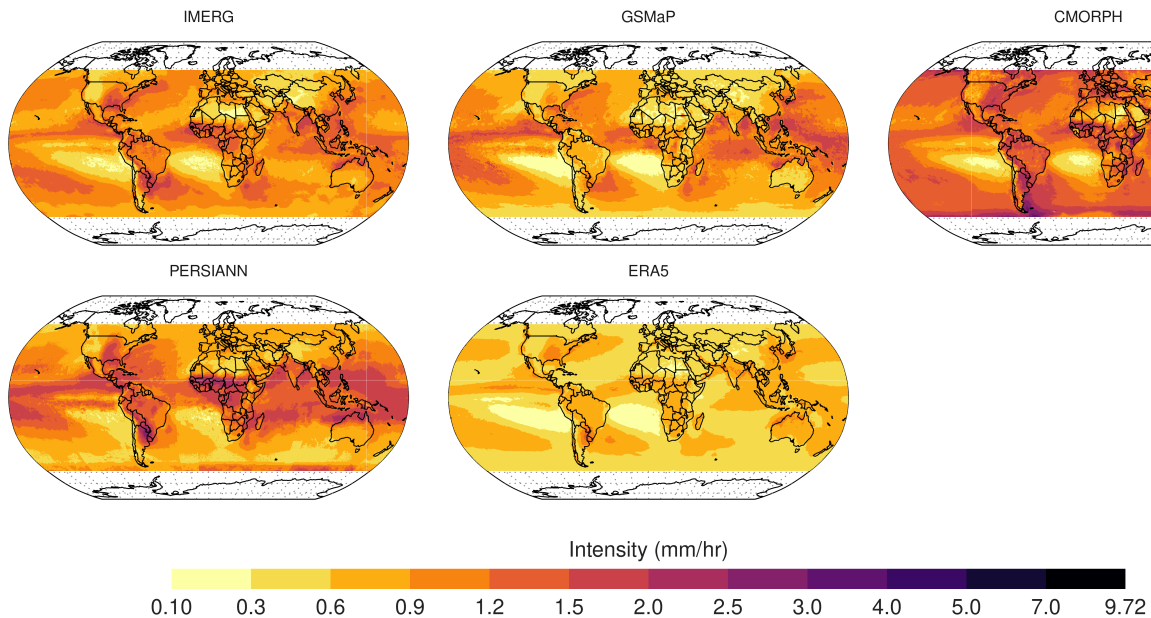 IMERG
GSMaP
CMORPH
PERSIANN
ERA5
Intensity (mm/hr)
0.10 0.3 0.6 0.9 1.2 1.5 2.0 2.5 3.0 4.0 5.0 7.0 9.72